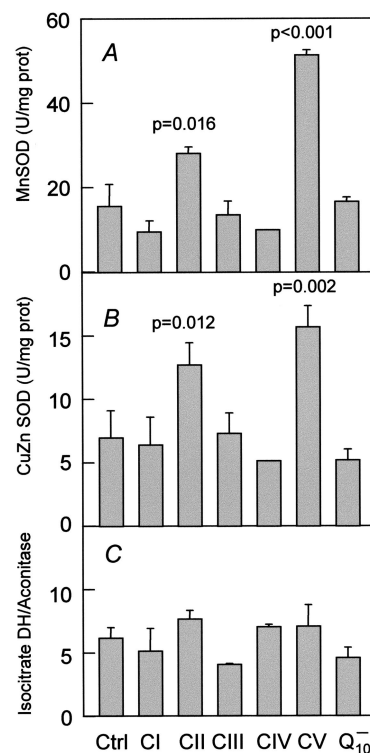 60
A
p<0.001
MnSOD (U/mg prot)
40
p=0.016
20
0
B
p=0.002
CuZn SOD (U/mg prot)
15
p=0.012
10
5
0
C
Isocitrate DH/Aconitase
10
5
0
Ctrl CI CII CIII CIV CV Q₁₀⁻